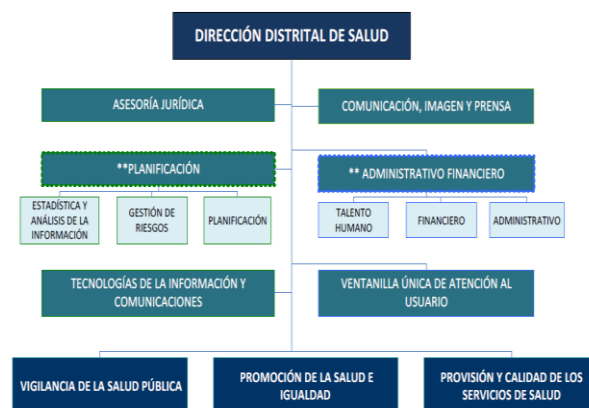 DIRECCIÓN DISTRITAL DE SALUD
ASESORÍA JURÍDICA
COMUNICACIÓN, IMAGEN Y PRENSA
**PLANIFICACIÓN
** ADMINISTRATIVO FINANCIERO
ESTADÍSTICA Y
ANÁLISIS DE LA
INFORMACIÓN
GESTIÓN DE
RIESGOS
PLANIFICACIÓN
TALENTO
HUMANO
FINANCIERO
ADMINISTRATIVO
TECNOLOGÍAS DE LA INFORMACIÓN Y
COMUNICACIONES
VENTANILLA ÚNICA DE ATENCIÓN AL
USUARIO
VIGILANCIA DE LA SALUD PÚBLICA
PROMOCIÓN DE LA SALUD E
IGUALDAD
PROVISIÓN Y CALIDAD DE LOS
SERVICIOS DE SALUD